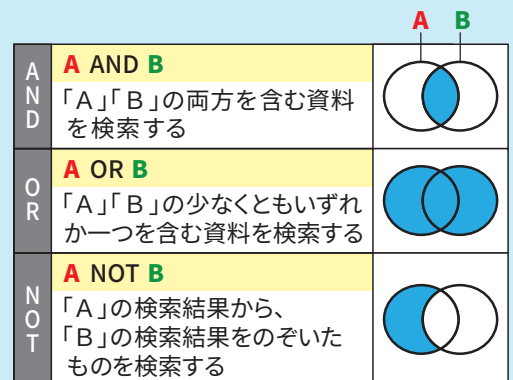 A B
AND
A AND B
「A」「B」の両方を含む資料
を検索する
OR
A OR B
「A」「B」の少なくともいずれ
か一つを含む資料を検索する
NOT
A NOT B
「A」の検索結果から、
「B」の検索結果をのぞいた
ものを検索する